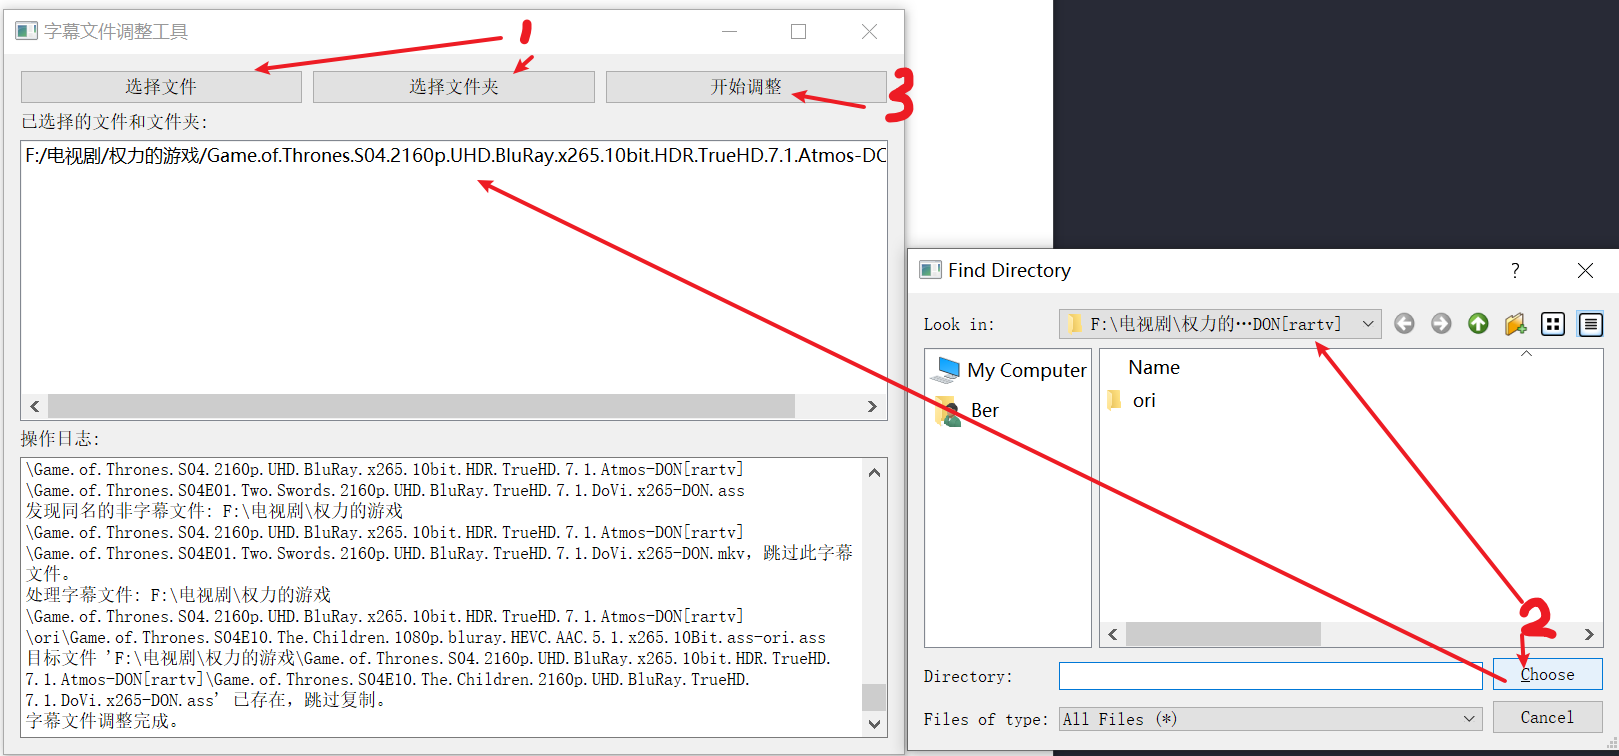 字幕文件调整工具
1
选择文件
选择文件夹
开始调整
3
已选择的文件和文件夹:
F:/电视剧/权力的游戏/Game.of.Thrones.S04.2160p.UHD.BluRay.x265.10bit.HDR.TrueHD.7.1.Atmos-DO
操作日志:
\Game.of.Thrones.S04.2160p.UHD.BluRay.x265.10bit.HDR.TrueHD.7.1.Atmos-DON[rartv]
\Game.of.Thrones.S04E01.Two.Swords.2160p.UHD.BluRay.TrueHD.7.1.DoVi.x265-DON.ass
发现同名的非字幕文件: F:\电视剧\权力的游戏
\Game.of.Thrones.S04.2160p.UHD.BluRay.x265.10bit.HDR.TrueHD.7.1.Atmos-DON[rartv]
\Game.of.Thrones.S04E01.Two.Swords.2160p.UHD.BluRay.TrueHD.7.1.DoVi.x265-DON.mkv，跳过此字幕
文件。
处理字幕文件: F:\电视剧\权力的游戏
\Game.of.Thrones.S04.2160p.UHD.BluRay.x265.10bit.HDR.TrueHD.7.1.Atmos-DON[rartv]
\ori\Game.of.Thrones.S04E10.The.Children.1080p.bluray.HEVC.AAC.5.1.x265.10Bit.ass-ori.ass
目标文件 'F:\电视剧\权力的游戏\Game.of.Thrones.S04.2160p.UHD.BluRay.x265.10bit.HDR.TrueHD.
7.1.Atmos-DON[rartv]\Game.of.Thrones.S04E10.The.Children.2160p.UHD.BluRay.TrueHD.
7.1.DoVi.x265-DON.ass' 已存在，跳过复制。
字幕文件调整完成。
Find Directory
?
Look in:
F:\电视剧\权力的…DON[rartv]
My Computer
Ber
Name
ori
2
Directory:
Choose
Files of type:
All Files (*)
Cancel